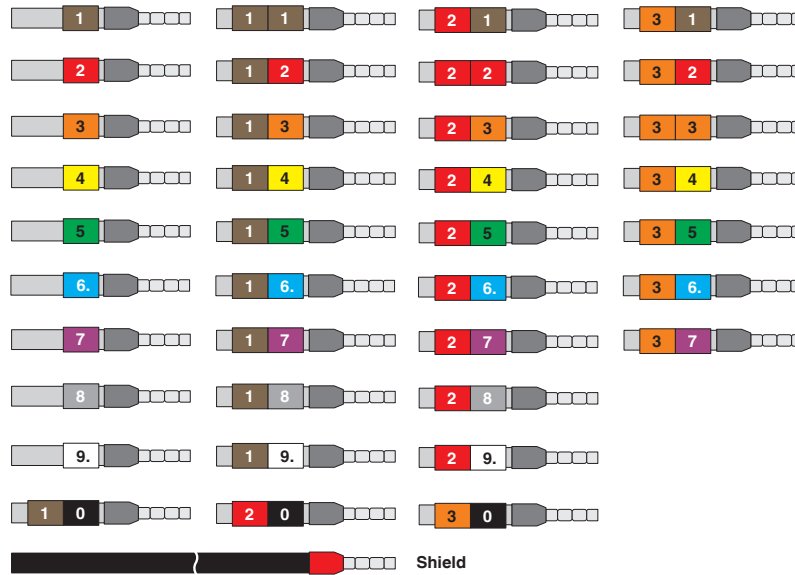 1 1 1 2 1 3 1
2 1 2 2 2 3 2
3 1 3 2 3 3 3
4 1 4 2 4 3 4
5 1 5 2 5 3 5
6. 1 6. 2 6. 3 6.
7 1 7 2 7 3 7
8 1 8 2 8
9. 1 9. 2 9.
1 0 2 0 3 0
Shield